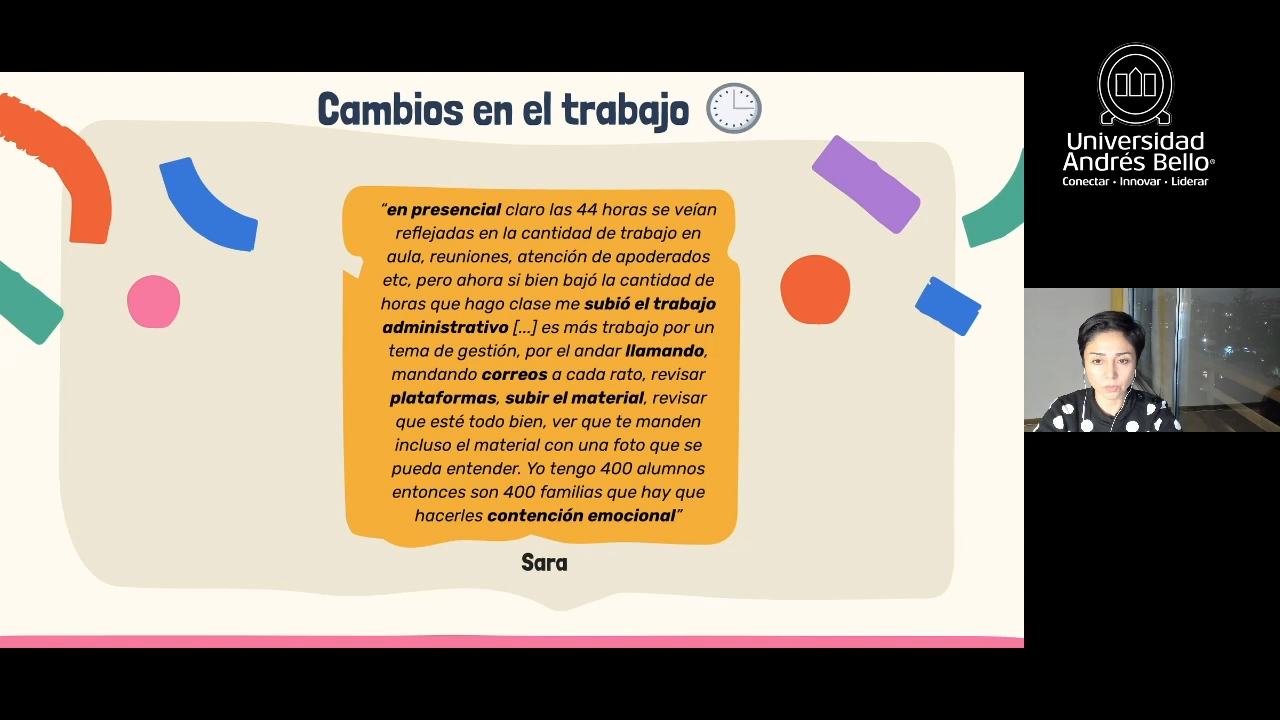 Cambios en el trabajo
“en presencial claro las 44 horas se veían
reflejadas en la cantidad de trabajo en
aula, reuniones, atención de apoderados
etc, pero ahora si bien bajó la cantidad de
horas que hago clase me subió el trabajo
administrativo [...] es más trabajo por un
tema de gestión, por el andar llamando,
mandando correos a cada rato, revisar
plataformas, subir el material, revisar
que esté todo bien, ver que te manden
incluso el material con una foto que se
pueda entender. Yo tengo 400 alumnos
entonces son 400 familias que hay que
hacerles contención emocional”
Sara
Universidad
Andrés Bello®
Conectar • Innovar • Liderar